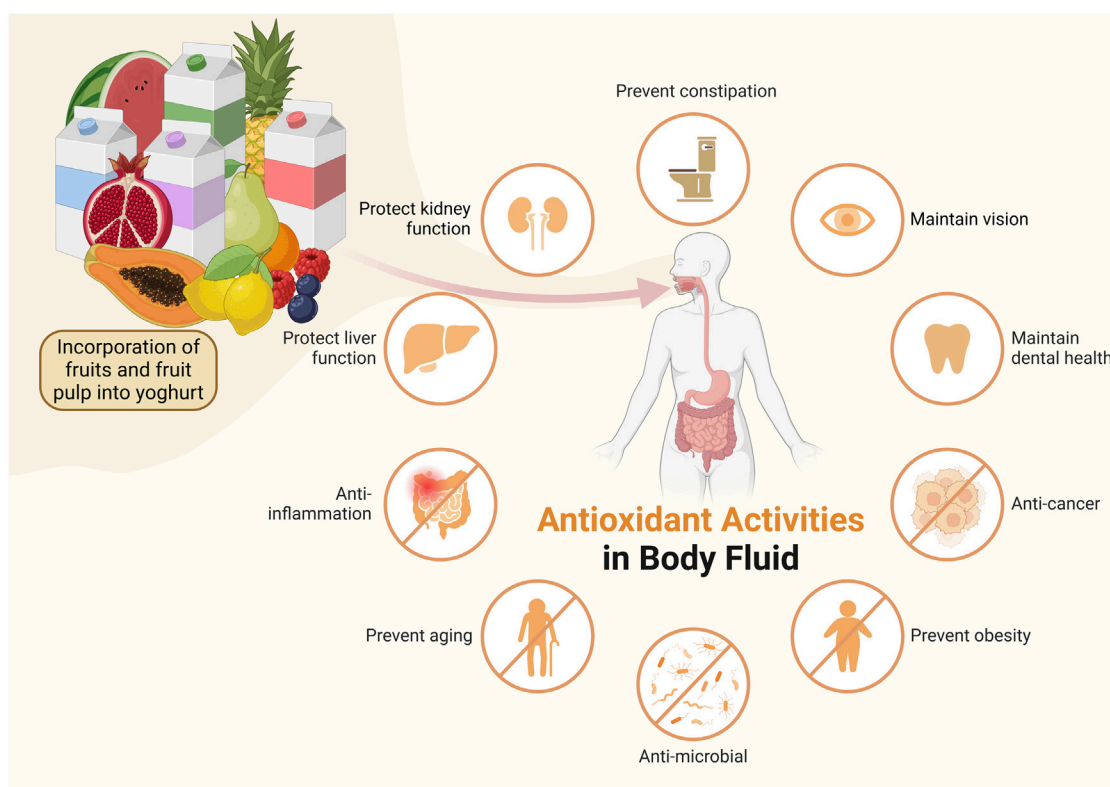 Prevent constipation
Protect kidney
function
Maintain vision
Protect liver
function
Maintain
dental health
Incorporation of
fruits and fruit
pulp into yoghurt
Anti-
inflammation
Anti-cancer
Antioxidant Activities
in Body Fluid
Prevent aging
Prevent obesity
Anti-microbial